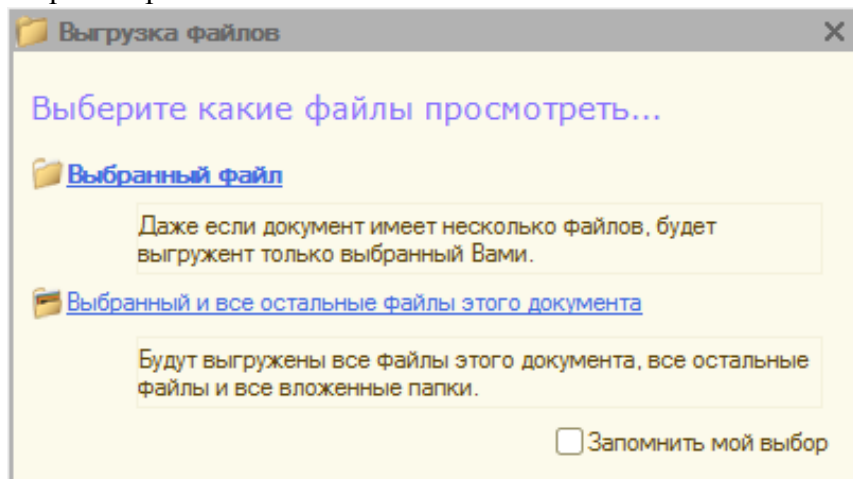 Выгрузка файлов
Выберите какие файлы просмотреть...
Выбранный файл
Даже если документ имеет несколько файлов, будет
выгружент только выбранный Вами.
Выбранный и все остальные файлы этого документа
Будут выгружены все файлы этого документа, все остальные
файлы и все вложенные папки.
Запомнить мой выбор